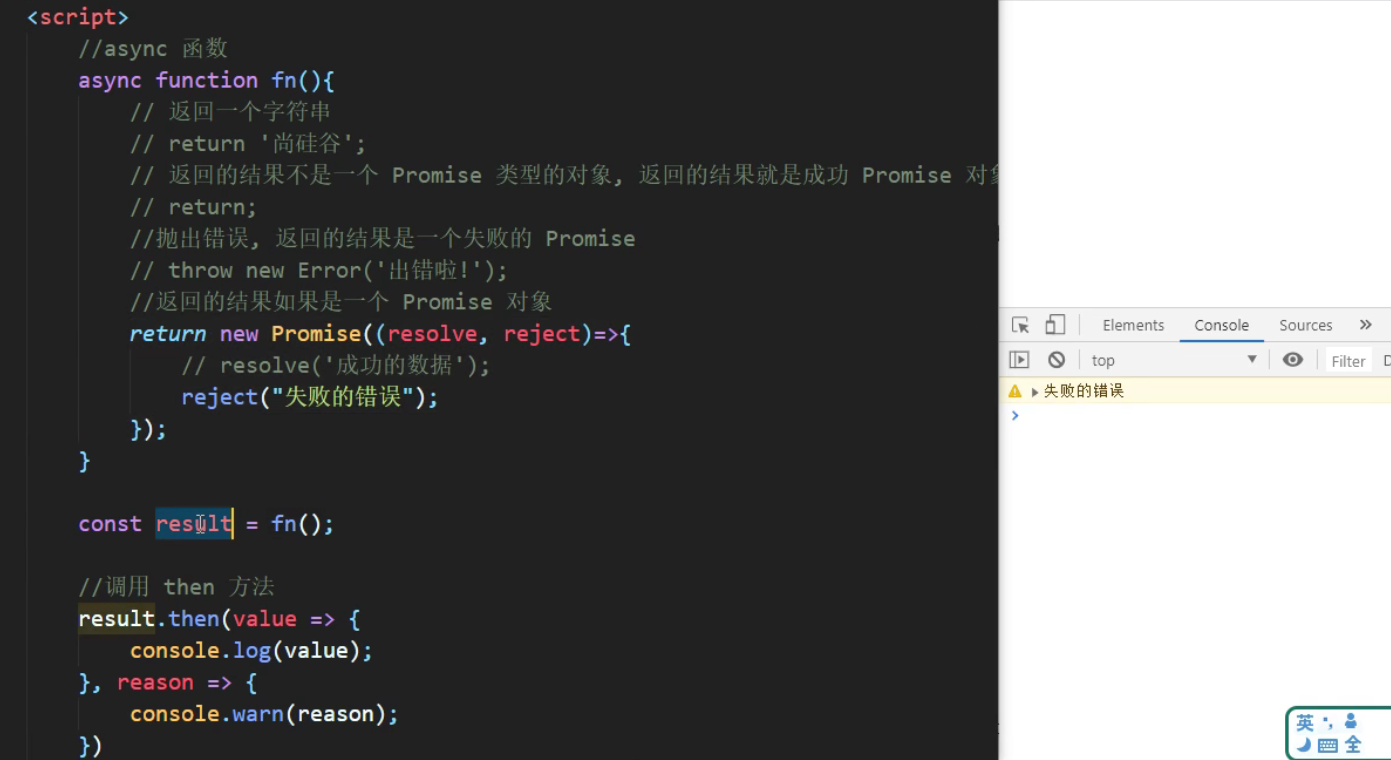 <script>
//async 函数
async function fn(){
// 返回一个字符串
// return '尚硅谷';
// 返回的结果不是一个 Promise 类型的对象, 返回的结果就是成功 Promise 对
// return;
//抛出错误, 返回的结果是一个失败的 Promise
// throw new Error('出错啦!');
//返回的结果如果是一个 Promise 对象
return new Promise((resolve, reject)=>{
// resolve('成功的数据');
reject("失败的错误");
});
}
const result = fn();
//调用 then 方法
result.then(value => {
console.log(value);
}, reason => {
console.warn(reason);
})
Elements Console Sources »
top Filter D
失败的错误
英
全